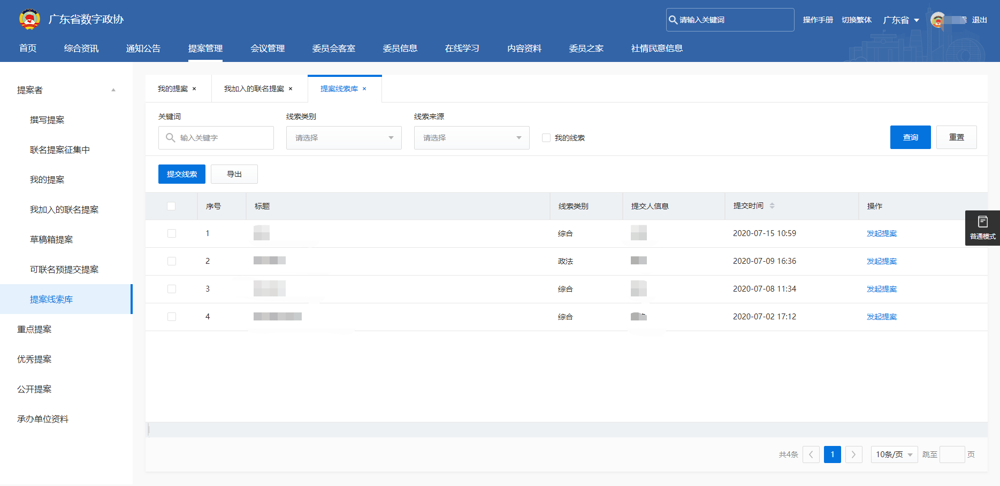 广东省数字政协
请输入关键词
操作手册 切换繁体 广东省 退出
首页 综合资讯 通知公告 提案管理 会议管理 委员会客室 委员信息 在线学习 内容资料 委员之家 社情民意信息
提案者
撰写提案
联名提案征集中
我的提案
我加入的联名提案
草稿箱提案
可联名预提交提案
提案线索库
重点提案
优秀提案
公开提案
承办单位资料
我的提案 × 我加入的联名提案 × 提案线索库 ×
关键词 线索类别 线索来源
输入关键字 请选择 请选择 我的线索 查询 重置
提交线索 导出
序号 标题 线索类别 提交人信息 提交时间 操作
1 综合 2020-07-15 10:59 发起提案
2 政法 2020-07-09 16:36 发起提案
3 综合 2020-07-08 11:34 发起提案
4 综合 2020-07-02 17:12 发起提案
普通模式
共4条 1 10条/页 跳至 页